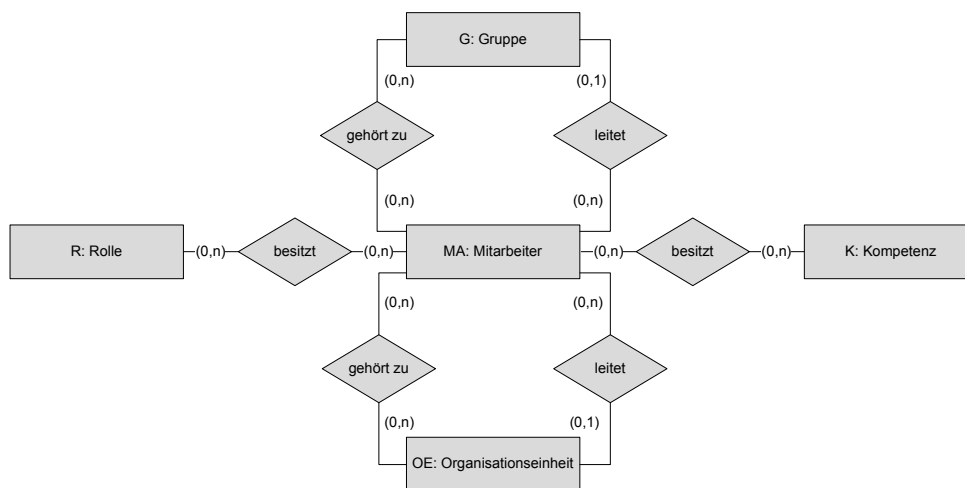 G: Gruppe
(0,n)
(0,1)
gehört zu
leitet
(0,n)
(0,n)
R: Rolle
(0,n)
besitzt
(0,n)
MA: Mitarbeiter
(0,n)
besitzt
(0,n)
K: Kompetenz
(0,n)
(0,n)
gehört zu
leitet
(0,n)
(0,1)
OE: Organisationseinheit